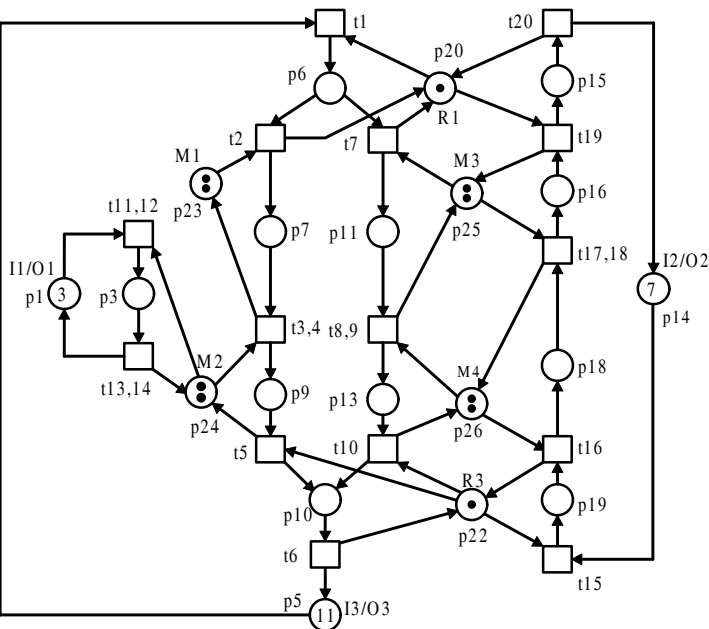 t1
t20
p20
p6
p15
R1
t2
t7
t19
M1
M3
p23
p25
p16
t11,12
p7
p11
t17,18
I1/O1
I2/O2
p1
3
p3
7
p14
t3,4
t8,9
M2
M4
p18
t13,14
p9
p13
p24
p26
t5
t10
t16
R3
p10
p22
p19
t6
t15
p5
11
I3/O3